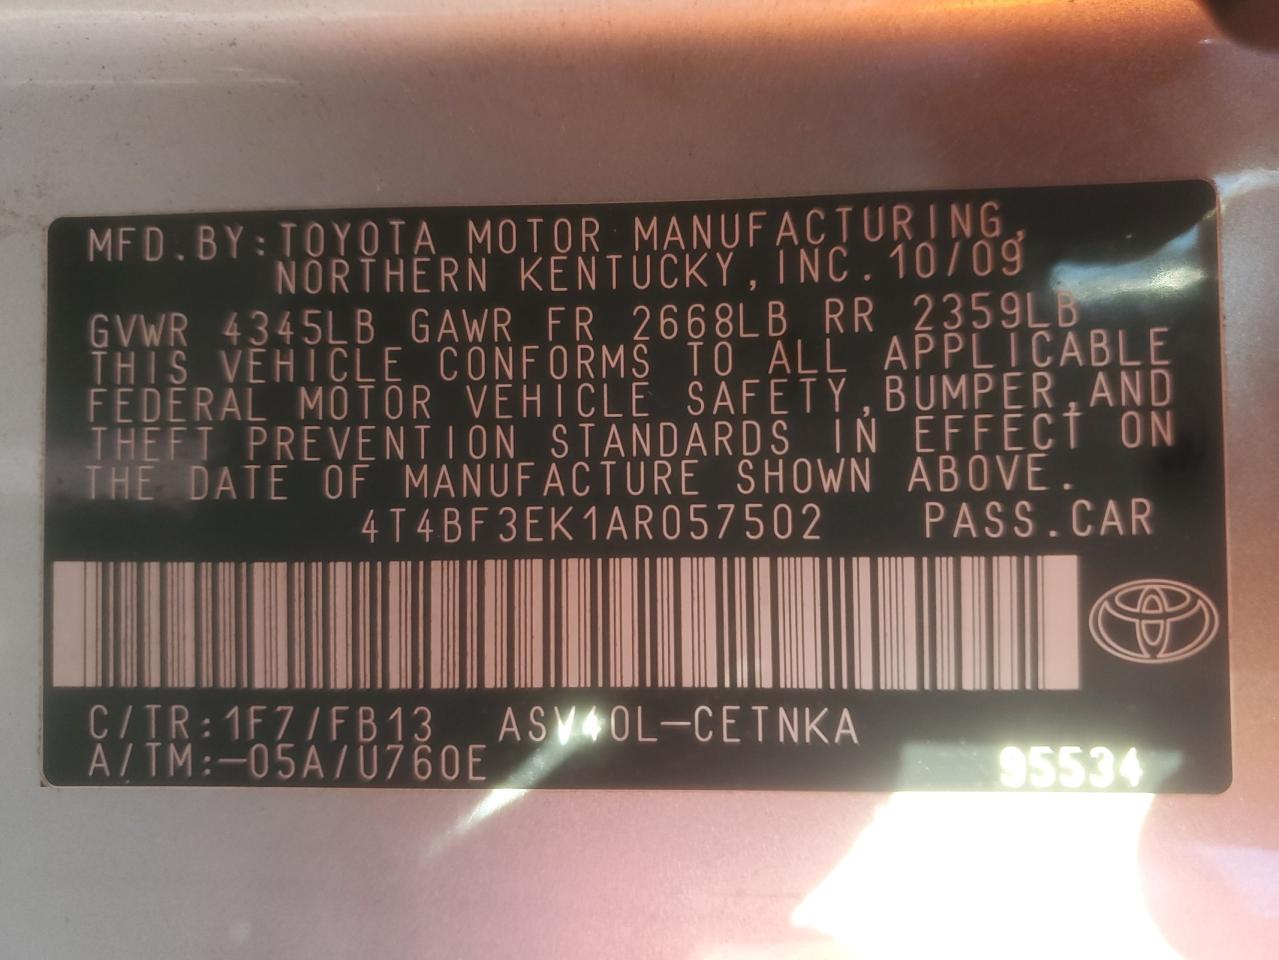 MFD.BY:TOYOTA MOTOR MANUFACTURING,
NORTHERN KENTUCKY,INC.10/09
GVWR 4345LB GAWR FR 2668LB RR 2359LB
THIS VEHICLE CONFORMS TO ALL APPLICABLE
FEDERAL MOTOR VEHICLE SAFETY,BUMPER,AND
THEFT PREVENTION STANDARDS IN EFFECT ON
THE DATE OF MANUFACTURE SHOWN ABOVE.
4T4BF3EK1AR057502 PASS.CAR
C/TR:1F7/FB13 ASV40L-CETNKA
A/TM:-05A/U760E 95534